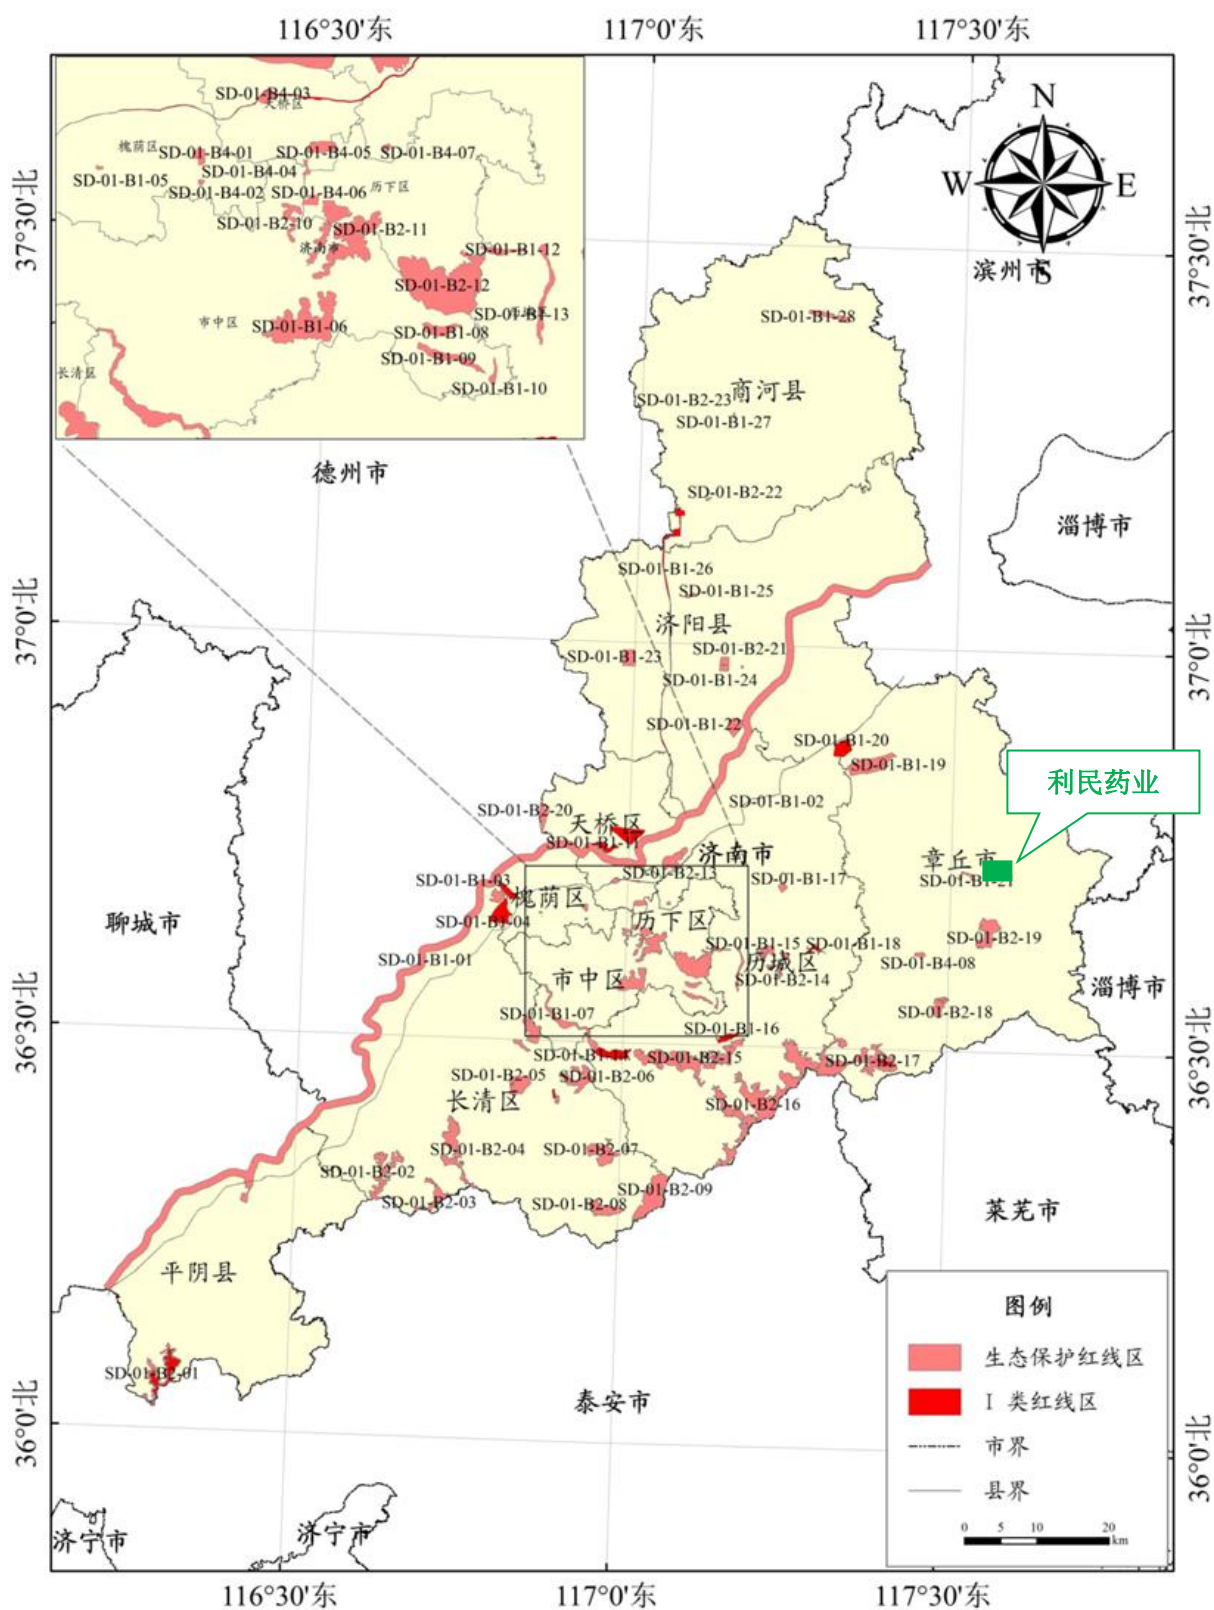 116°30'东
117°0'东
117°30'东
SD-01-B4-03
天桥区
槐荫区
SD-01-B4-01
SD-01-B4-05
SD-01-B4-07
SD-01-B4-04
SD-01-B1-05
SD-01-B4-02
SD-01-B4-06
历下区
SD-01-B2-10
SD-01-B2-11
济南市
SD-01-B1-12
SD-01-B2-12
SD-01-B1-13
市中区
SD-01-B1-06
SD-01-B1-08
SD-01-B1-09
长清区
SD-01-B1-10
N
W
E
S
滨州市
37°30'北
37°30'北
SD-01-B1-28
商河县
SD-01-B2-23
SD-01-B1-27
德州市
SD-01-B2-22
淄博市
SD-01-B1-26
SD-01-B1-25
37°0'北
37°0'北
济阳县
SD-01-B2-21
SD-01-B1-23
SD-01-B1-24
SD-01-B1-22
SD-01-B1-20
SD-01-B1-19
利民药业
SD-01-B1-02
SD-01-B2-20
天桥区
SD-01-B1-11
济南市
章丘市
SD-01-B2-13
SD-01-B1-03
SD-01-B1-17
SD-01-B1-21
槐荫区
SD-01-B1-04
历下区
聊城市
SD-01-B2-19
SD-01-B1-15
SD-01-B1-18
SD-01-B1-01
历城区
SD-01-B4-08
市中区
SD-01-B2-14
淄博市
SD-01-B1-07
SD-01-B2-18
36°30'北
36°30'北
SD-01-B1-16
SD-01-B1-14
SD-01-B2-15
SD-01-B2-17
SD-01-B2-05
SD-01-B2-06
长清区
SD-01-B2-16
SD-01-B2-04
SD-01-B2-07
SD-01-B2-02
SD-01-B2-09
SD-01-B2-03
SD-01-B2-08
莱芜市
平阴县
SD-01-B2-01
泰安市
36°0'北
36°0'北
图例
生态保护红线区
I 类红线区
市界
县界
0 5 10 20
km
济宁市
济宁市
116°30'东
117°0'东
117°30'东